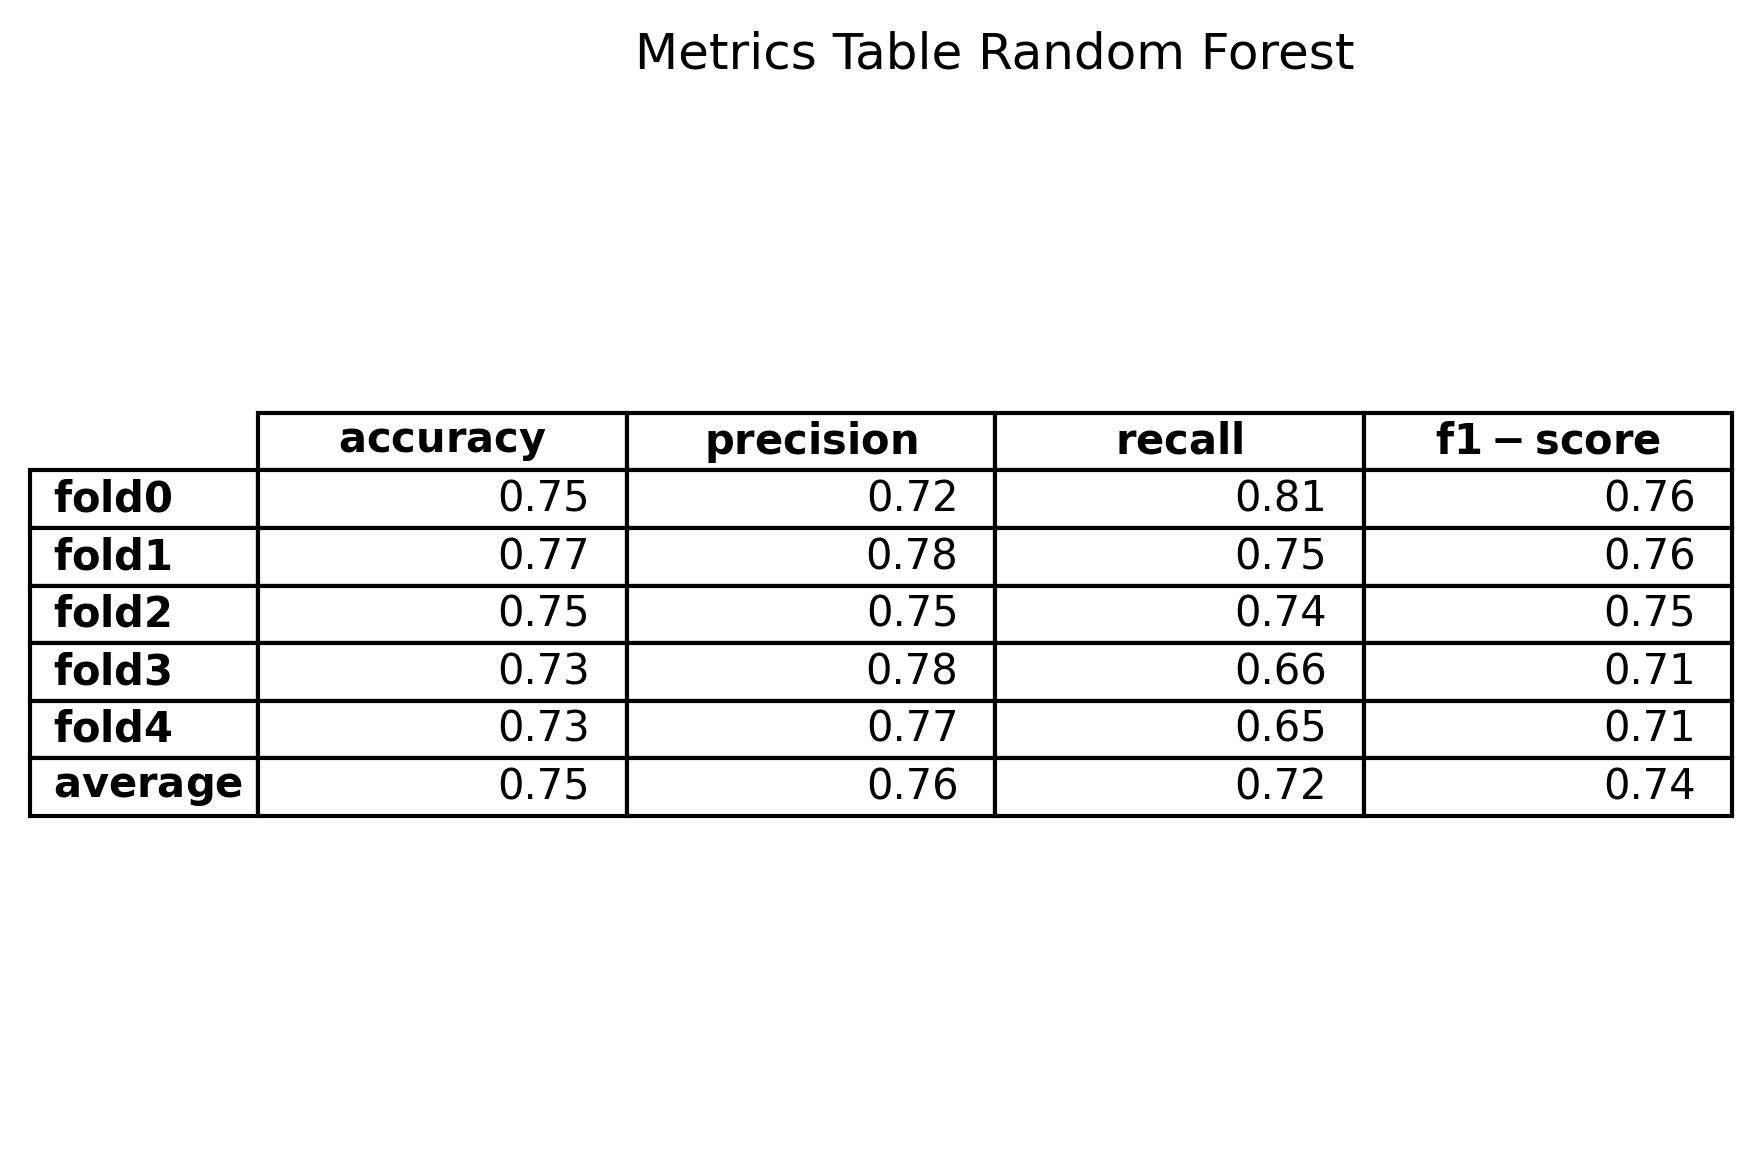 Metrics Table Random Forest
accuracy precision recall f1 − score
fold0 0.75 0.72 0.81 0.76
fold1 0.77 0.78 0.75 0.76
fold2 0.75 0.75 0.74 0.75
fold3 0.73 0.78 0.66 0.71
fold4 0.73 0.77 0.65 0.71
average 0.75 0.76 0.72 0.74